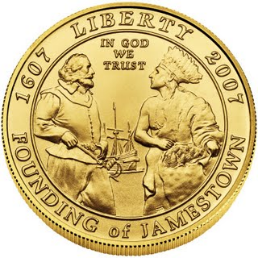 1607 LIBERTY 2007
IN GOD
WE
TRUST
FOUNDING of JAMESTOWN